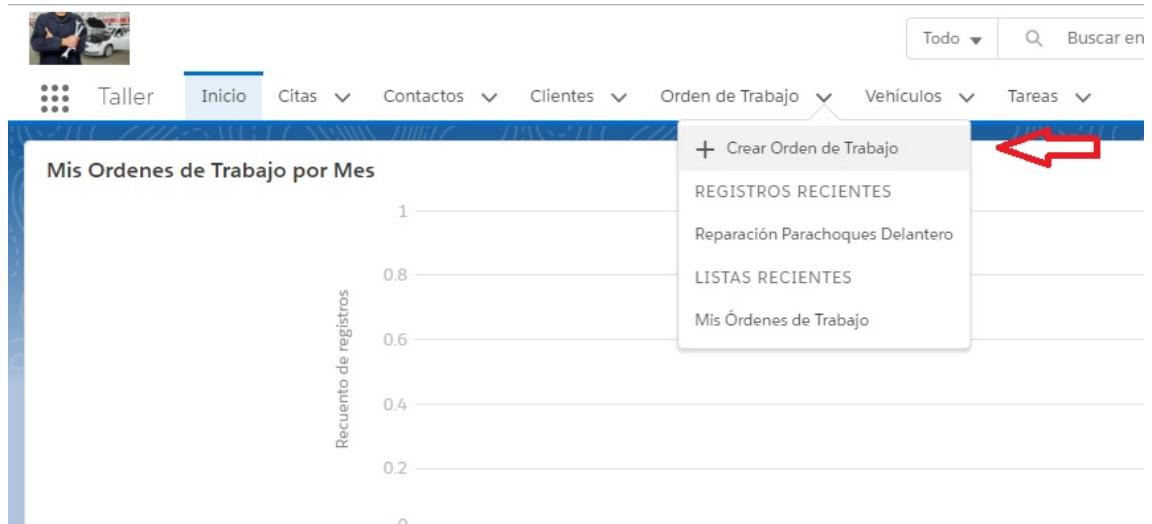 Todo
Buscar en
Taller
Inicio
Citas
Contactos
Clientes
Orden de Trabajo
Vehículos
Tareas
+ Crear Orden de Trabajo
REGISTROS RECIENTES
Reparación Parachoques Delantero
LISTAS RECIENTES
Mis Órdenes de Trabajo
Mis Ordenes de Trabajo por Mes
Recuento de registros
1
0.8
0.6
0.4
0.2